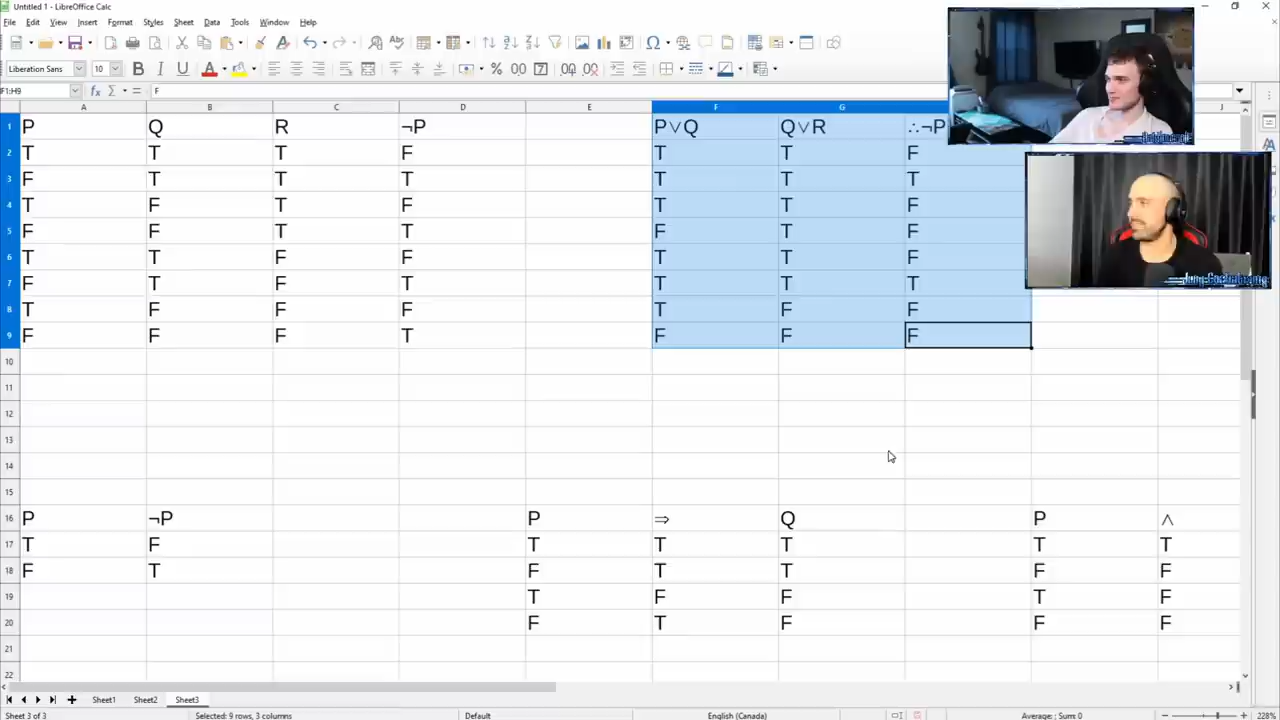 Untitled 1 - LibreOffice Calc
File Edit View Insert Format Styles Sheet Data Tools Window Help
Liberation Sans 10
F1:H9 F
A B C D E F G J
1 P Q R ¬P P∨Q Q∨R ∴¬P
2 T T T F T T F
3 F T T T T T T
4 T F T F T T F
5 F F T T F T F
6 T T F F T T F
7 F T F T T T T
8 T F F F T F F
9 F F F T F F F
10
11
12
13
14
15
16 P ¬P P ⇒ Q P ∧
17 T F T T T T T
18 F T F T T F F
19 T F F T F
20 F T F F F
21
22
Sheet1 Sheet2 Sheet3
Sheet 3 of 3 Selected: 9 rows, 3 columns Default English (Canada) Average: ; Sum: 0 228%